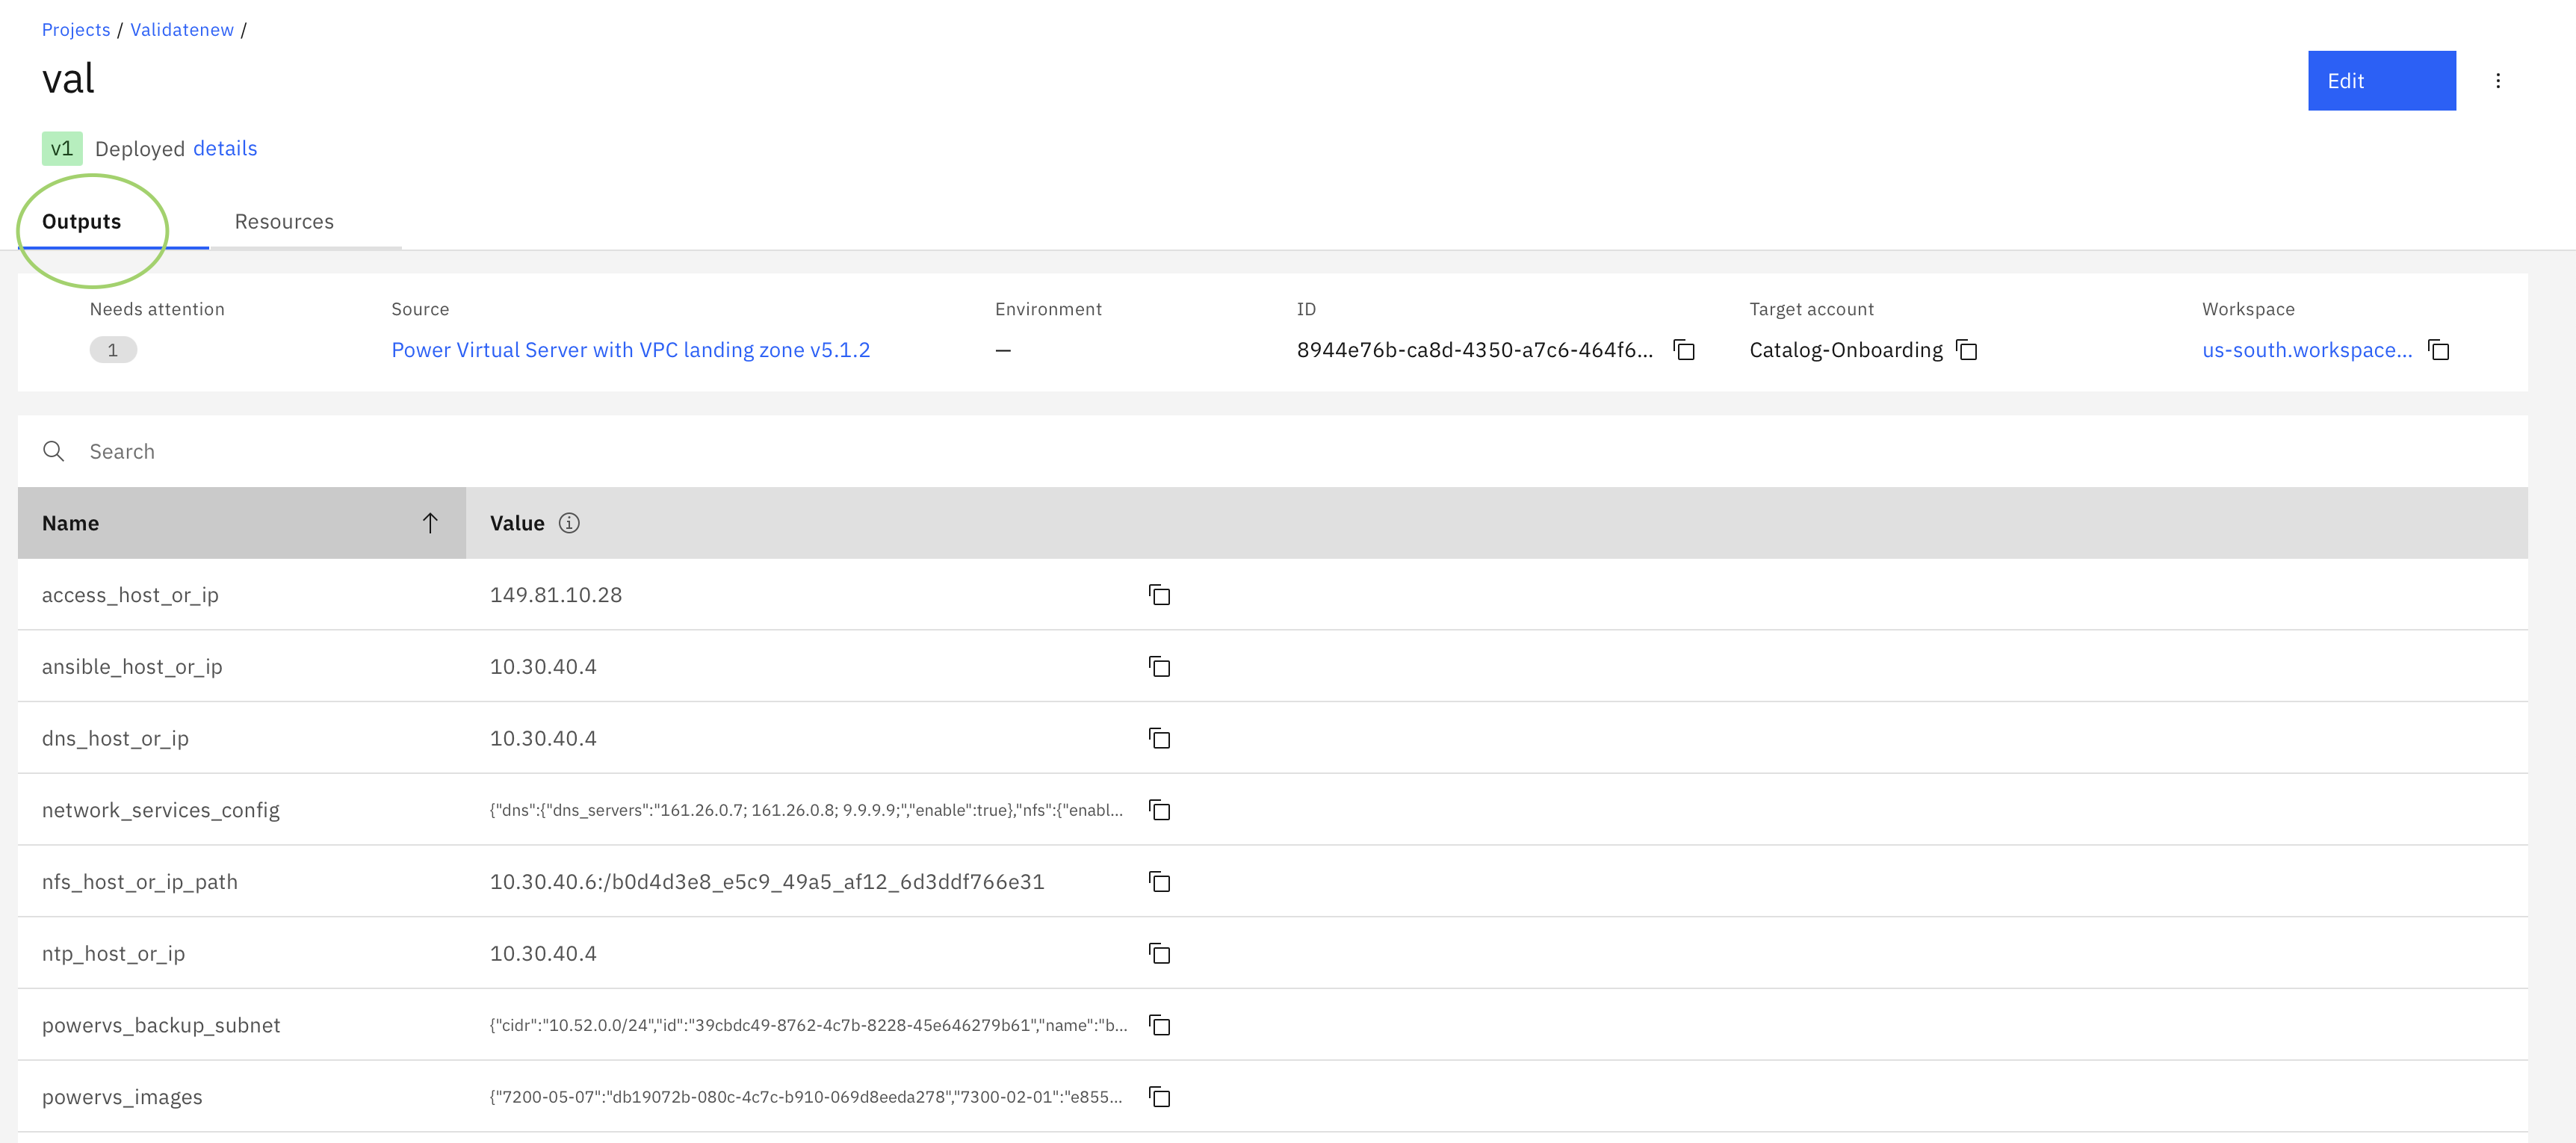 Projects / Validatenew /
val
Edit
v1 Deployed details
Outputs Resources
Needs attention Source Environment ID Target account Workspace
1 Power Virtual Server with VPC landing zone v5.1.2 — 8944e76b-ca8d-4350-a7c6-464f6... Catalog-Onboarding us-south.workspace...
Search
Name Value
access_host_or_ip 149.81.10.28
ansible_host_or_ip 10.30.40.4
dns_host_or_ip 10.30.40.4
network_services_config {"dns":{"dns_servers":"161.26.0.7; 161.26.0.8; 9.9.9.9;","enable":true},"nfs":{"enabl...
nfs_host_or_ip_path 10.30.40.6:/b0d4d3e8_e5c9_49a5_af12_6d3ddf766e31
ntp_host_or_ip 10.30.40.4
powervs_backup_subnet {"cidr":"10.52.0.0/24","id":"39cbdc49-8762-4c7b-8228-45e646279b61","name":"b...
powervs_images {"7200-05-07":"db19072b-080c-4c7c-b910-069d8eeda278","7300-02-01":"e855...